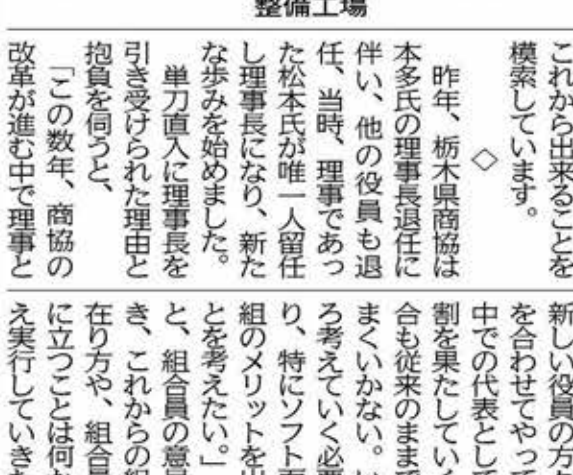 整備工場
これから出来ることを
模索しています。
◇
昨年、栃木県商協は
本多氏の理事長退任に
伴い、他の役員も退
任、当時、理事であっ
た松本氏が唯一人留任
し理事長になり、新た
な歩みを始めました。
単刀直入に理事長を
引き受けられた理由と
抱負を伺うと、
「この数年、商協の
改革が進む中で理事と
新しい役員の方
を合わせてやっ
中での代表とし
割を果たしてい
合も従来のまま
まくいかない。
ろ考えていく必要
り、特にソフト面
組のメリットを出
とを考えたい。」
と、組合員の意見
き、これからの組
在り方や、組合員
に立つことは何
え実行していき